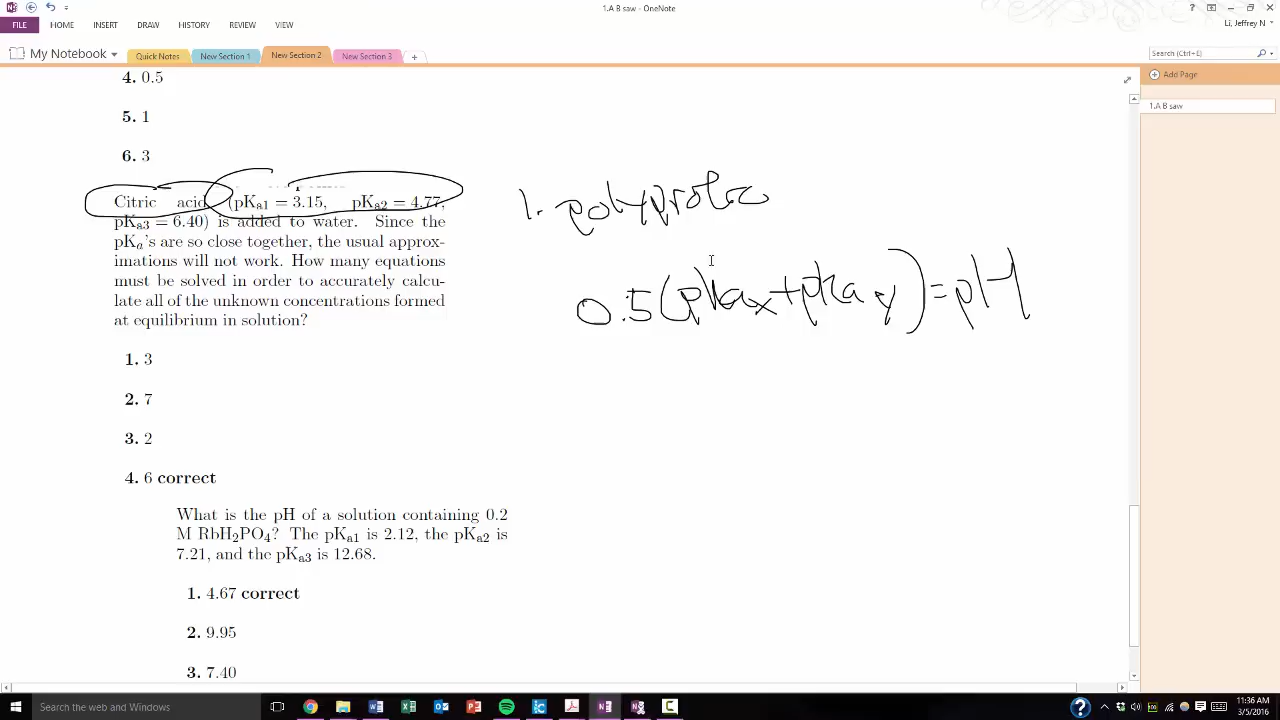 1.A B saw - OneNote
Li, Jeffrey N
FILE HOME INSERT DRAW HISTORY REVIEW VIEW
My Notebook Quick Notes New Section 1 New Section 2 New Section 3 +
Search (Ctrl+E)
Add Page
1.A B saw
4. 0.5
5. 1
6. 3
Citric acid (pKa1 = 3.15, pKa2 = 4.77,
pKa3 = 6.40) is added to water. Since the
pKa's are so close together, the usual approx-
imations will not work. How many equations
must be solved in order to accurately calcu-
late all of the unknown concentrations formed
at equilibrium in solution?
1. polyprotic
0.5(pKax+pKay)=pH
1. 3
2. 7
3. 2
4. 6 correct
What is the pH of a solution containing 0.2
M RbH2PO4? The pKa1 is 2.12, the pKa2 is
7.21, and the pKa3 is 12.68.
1. 4.67 correct
2. 9.95
3. 7.40
Search the web and Windows
11:36 AM
3/5/2016